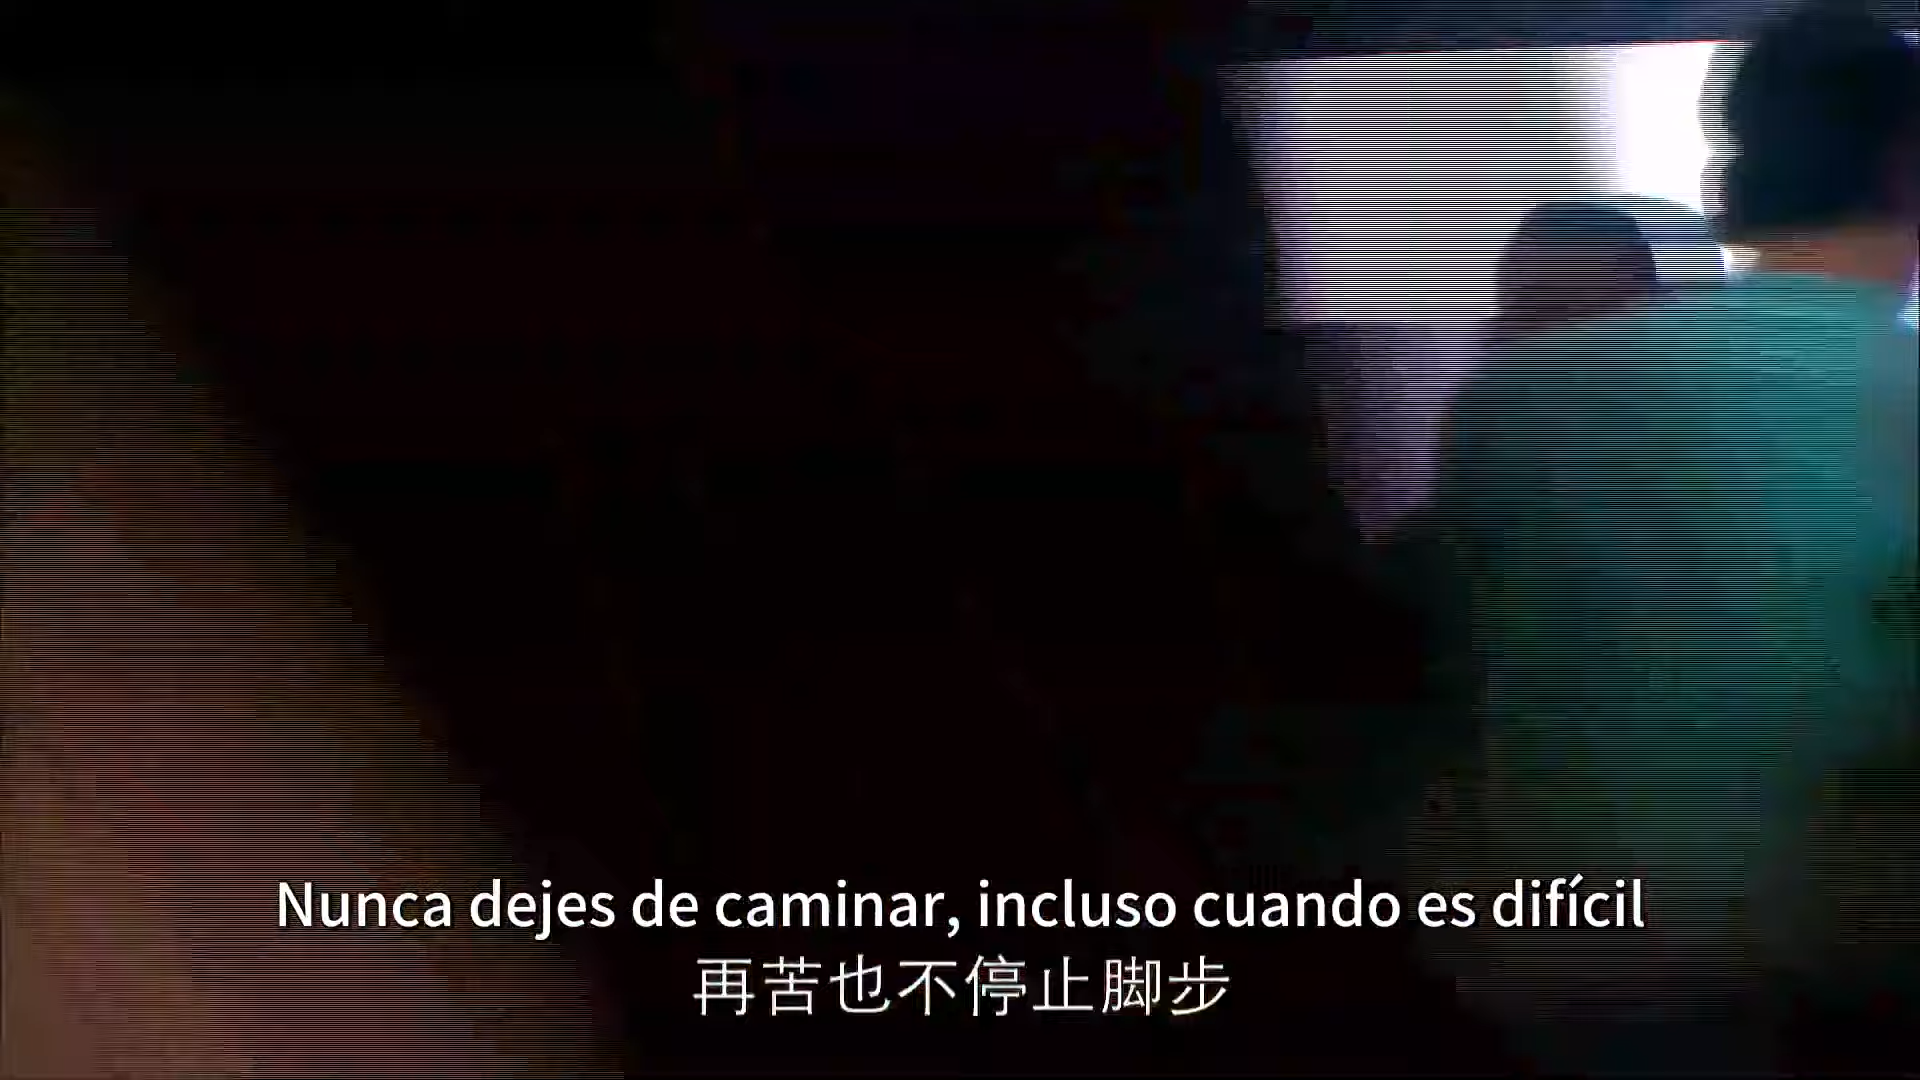 Nunca dejes de caminar, incluso cuando es difícil
再苦也不停止脚步